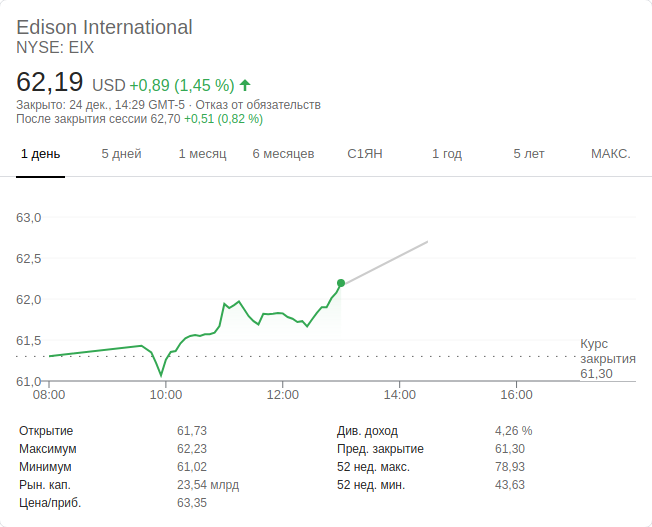 Edison International
NYSE: EIX
62,19 USD +0,89 (1,45 %)
Закрыто: 24 дек., 14:29 GMT-5 · Отказ от обязательств
После закрытия сессии 62,70 +0,51 (0,82 %)
1 день 5 дней 1 месяц 6 месяцев С1ЯН 1 год 5 лет МАКС.
63,0
62,5
62,0
61,5
61,0
Курс
закрытия
61,30
08:00 10:00 12:00 14:00 16:00
Открытие 61,73 Див. доход 4,26 %
Максимум 62,23 Пред. закрытие 61,30
Минимум 61,02 52 нед. макс. 78,93
Рын. кап. 23,54 млрд 52 нед. мин. 43,63
Цена/приб. 63,35